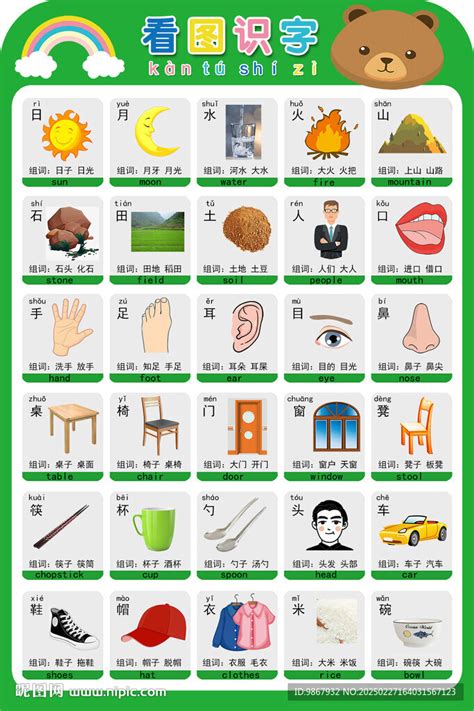 看图识字
kàn tú shí zì
rì
日
组词：日子 日光
sun
yuè
月
组词：月牙 月光
moon
shuǐ
水
组词：河水 大水
water
huǒ
火
组词：大火 火把
fire
shān
山
组词：上山 山路
mountain
shí
石
组词：石头 化石
stone
tián
田
组词：田地 稻田
field
tǔ
土
组词：土地 土豆
soil
rén
人
组词：人们 大人
people
kǒu
口
组词：进口 借口
mouth
shǒu
手
组词：洗手 放手
hand
zú
足
组词：知足 手足
foot
ěr
耳
组词：耳朵 耳屎
ear
mù
目
组词：目的 目光
eye
bí
鼻
组词：鼻子 鼻尖
nose
zhuō
桌
组词：桌子 桌面
table
yǐ
椅
组词：椅子 桌椅
chair
mén
门
组词：大门 开门
door
chuāng
窗
组词：窗户 天窗
window
dèng
凳
组词：凳子 板凳
stool
kuài
筷
组词：筷子 筷筒
chopstick
bēi
杯
组词：杯子 茶杯
cup
sháo
勺
组词：勺子 汤勺
spoon
tóu
头
组词：头发 头部
head
chē
车
组词：车子 汽车
car
xié
鞋
组词：鞋子 拖鞋
shoes
mào
帽
组词：帽子 脱帽
hat
yī
衣
组词：衣服 毛衣
clothes
mǐ
米
组词：大米 米饭
rice
wǎn
碗
组词：碗筷 饭碗
bowl
昵图网 www.nipic.com
ID:9867932 NO:20250227164031567123